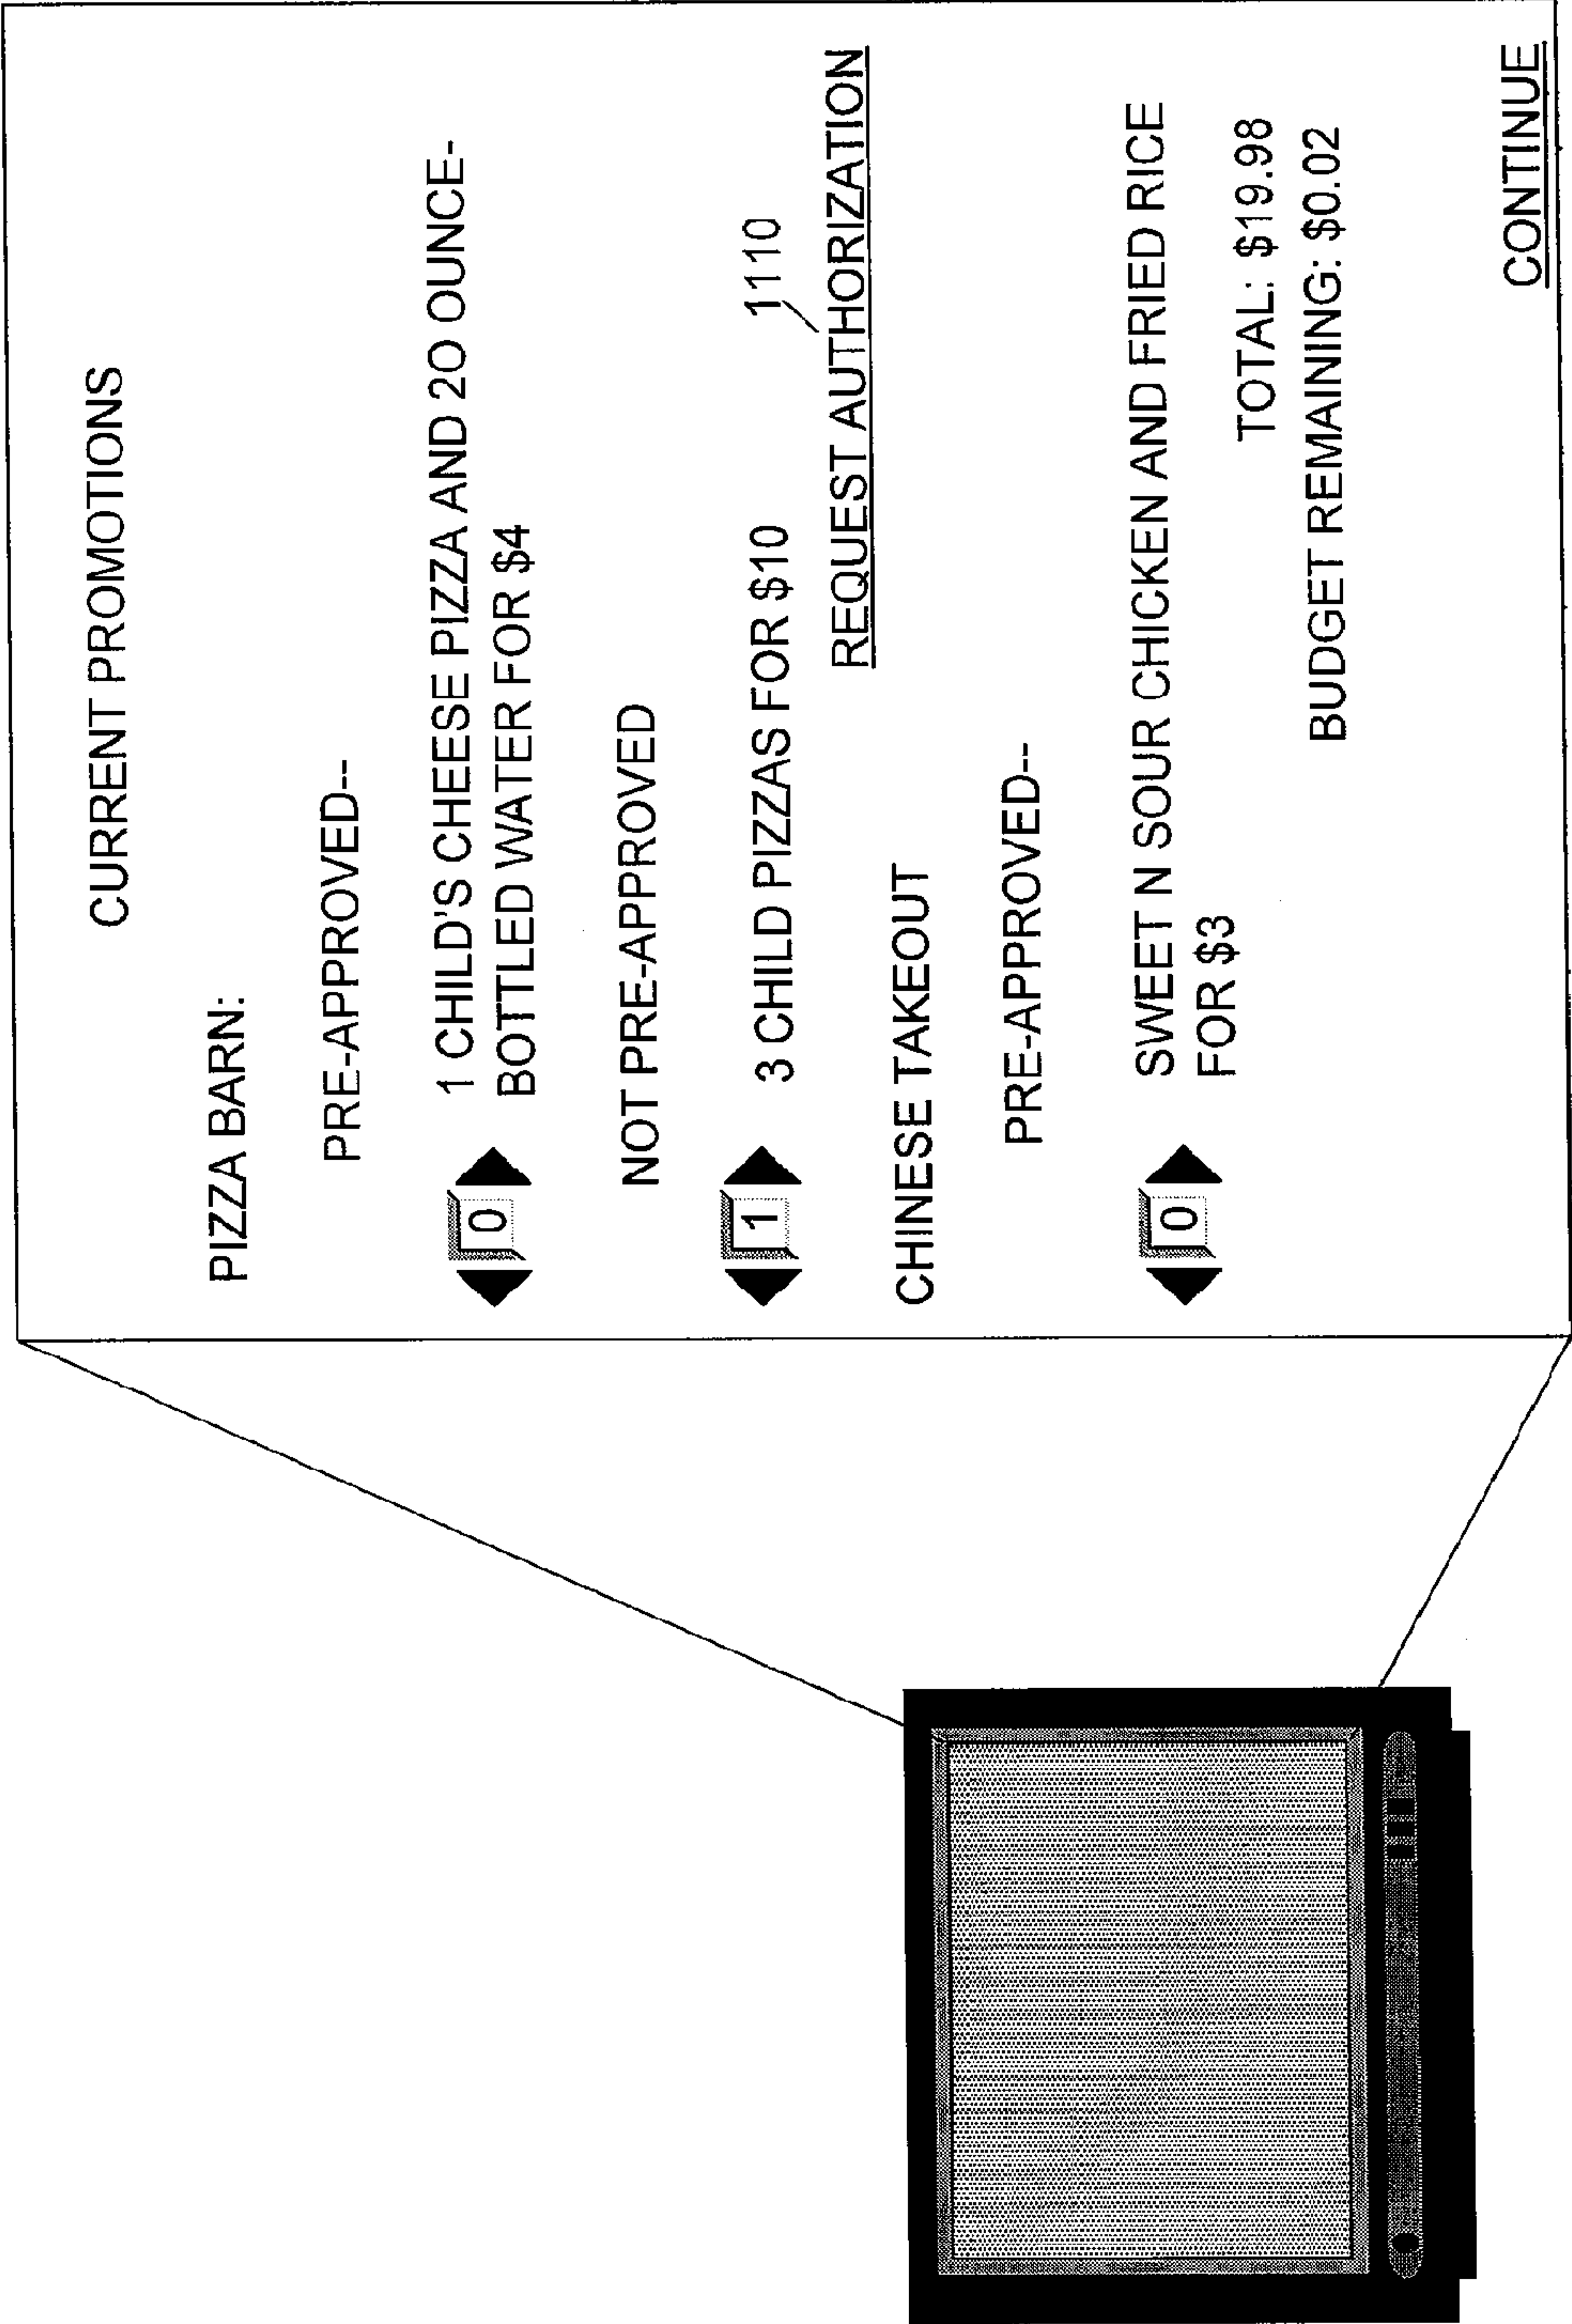 CURRENT PROMOTIONS
PIZZA BARN:
PRE-APPROVED--
0 1 CHILD'S CHEESE PIZZA AND 20 OUNCE-
BOTTLED WATER FOR $4
NOT PRE-APPROVED
1 3 CHILD PIZZAS FOR $10
1110
REQUEST AUTHORIZATION
CHINESE TAKEOUT
PRE-APPROVED--
0 SWEET N SOUR CHICKEN AND FRIED RICE
FOR $3
TOTAL: $19.98
BUDGET REMAINING: $0.02
CONTINUE